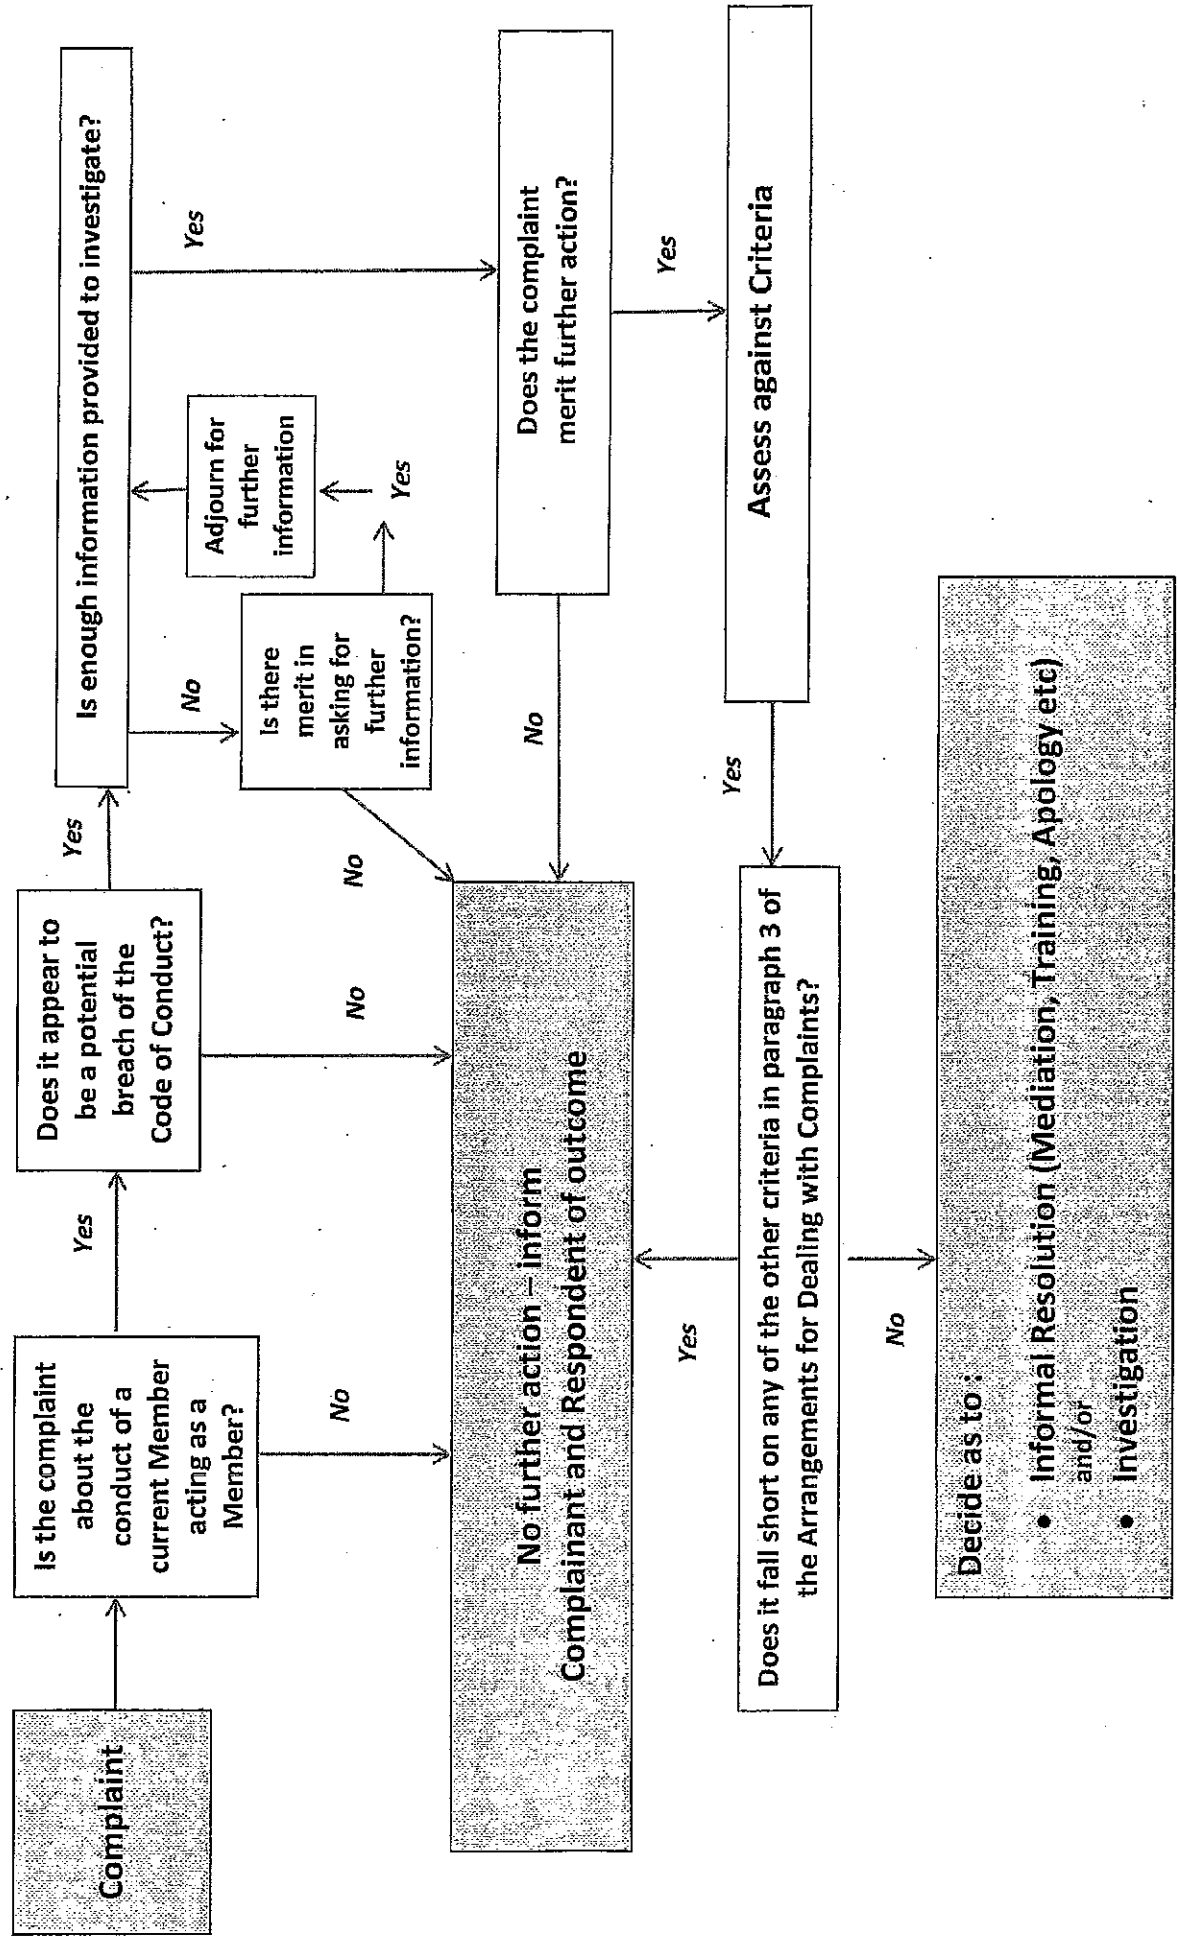 Complaint
Is the complaint
about the
conduct of a
current Member
acting as a
Member?
Yes
No
Does it appear to
be a potential
breach of the
Code of Conduct?
Yes
No
Is enough information provided to investigate?
No
Yes
Is there
merit in
asking for
further
information?
No
Yes
Adjourn for
further
information
Does the complaint
merit further action?
No
Yes
No further action – inform
Complainant and Respondent of outcome
Assess against Criteria
Yes
Does it fall short on any of the other criteria in paragraph 3 of
the Arrangements for Dealing with Complaints?
Yes
No
Decide as to :
• Informal Resolution (Mediation, Training, Apology etc)
and/or
• Investigation